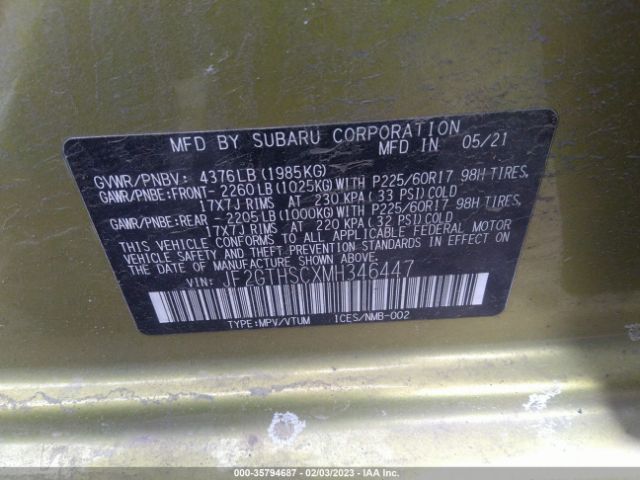 MFD BY SUBARU CORPORATION
GVWR/PNBV: 4376LB(1985KG) MFD IN 05/21
GAWR/PNBE:FRONT- 2260LB(1025KG)WITH P225/60R17 98H TIRES,
17X7J RIMS AT 230 KPA( 33 PSI)COLD
GAWR/PNBE:REAR - 2205LB(1000KG)WITH P225/60R17 98H TIRES,
17X7J RIMS AT 220 KPA( 32 PSI)COLD
THIS VEHICLE CONFORMS TO ALL APPLICABLE FEDERAL MOTOR
VEHICLE SAFETY, BUMPER, AND THEFT PREVENTION STANDARDS
IN EFFECT ON THE DATE OF MANUFACTURE SHOWN ABOVE.
VIN: JF2GTHSCXMH346447
TYPE:MPV/VTUM ICES/NMB-002
000-35794687 - 02/03/2023 - IAA Inc.